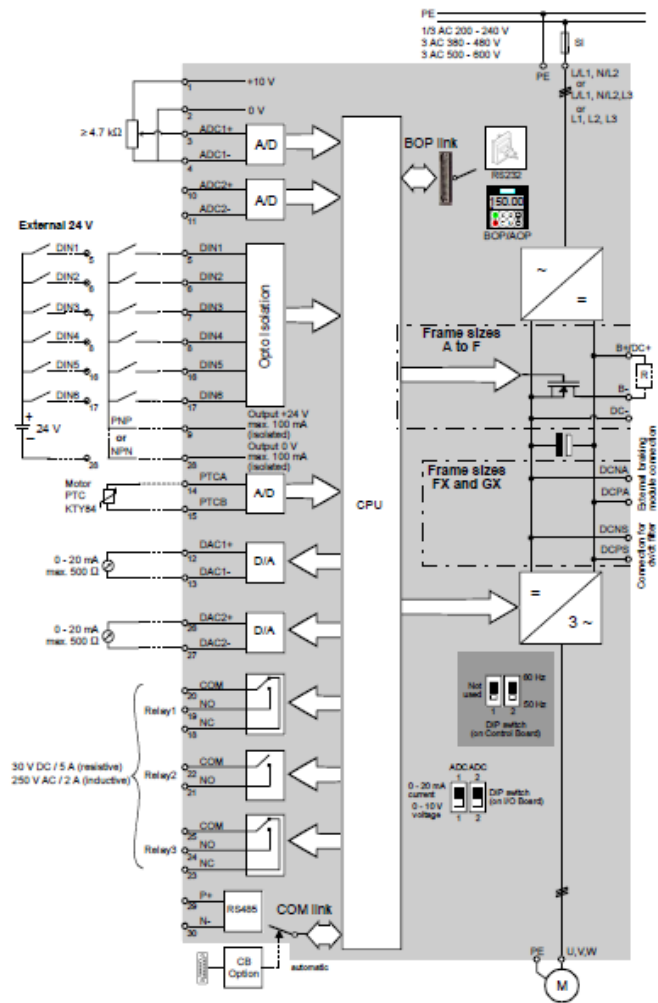 PE
1/3 AC 200 - 240 V
3 AC 380 - 480 V
3 AC 500 - 600 V
SI
PE
L/L1, N/L2
or
L/L1, N/L2,L3
or
L1, L2, L3
1
+10 V
2
0 V
≥ 4.7 kΩ
3
ADC1+
A/D
4
ADC1-
BOP link
RS232
10
ADC2+
A/D
11
ADC2-
150.00
BOP/AOP
External 24 V
DIN1
5
5
DIN1
DIN2
6
6
DIN2
DIN3
7
7
DIN3
DIN4
8
8
DIN4
DIN5
16
16
DIN5
DIN6
17
17
DIN6
Opto Isolation
~
=
Frame sizes
A to F
B+/DC+
R
B-
DC-
+
24 V
–
PNP
or
NPN
9
Output +24 V
max. 100 mA
(isolated)
28
28
Output 0 V
max. 100 mA
(isolated)
Motor
PTC
KTY84
14
PTCA
15
PTCB
A/D
CPU
Frame sizes
FX and GX
DCNA
DCPA
DCNS
DCPS
External braking
module connection
Connection for
dv/dt filter
0 - 20 mA
max. 500 Ω
12
DAC1+
13
DAC1-
D/A
=
3 ~
0 - 20 mA
max. 500 Ω
26
DAC2+
27
DAC2-
D/A
Not
used
60 Hz
50 Hz
1
2
DIP switch
(on Control Board)
30 V DC / 5 A (resistive)
250 V AC / 2 A (inductive)
Relay1
20
COM
19
NO
18
NC
Relay2
22
COM
21
NO
Relay3
25
COM
24
NO
23
NC
ADC ADC
1 2
0 - 20 mA
current
0 - 10 V
voltage
1 2
DIP switch
(on I/O Board)
29
P+
30
N-
RS485
COM link
CB
Option
automatic
PE
U,V,W
M